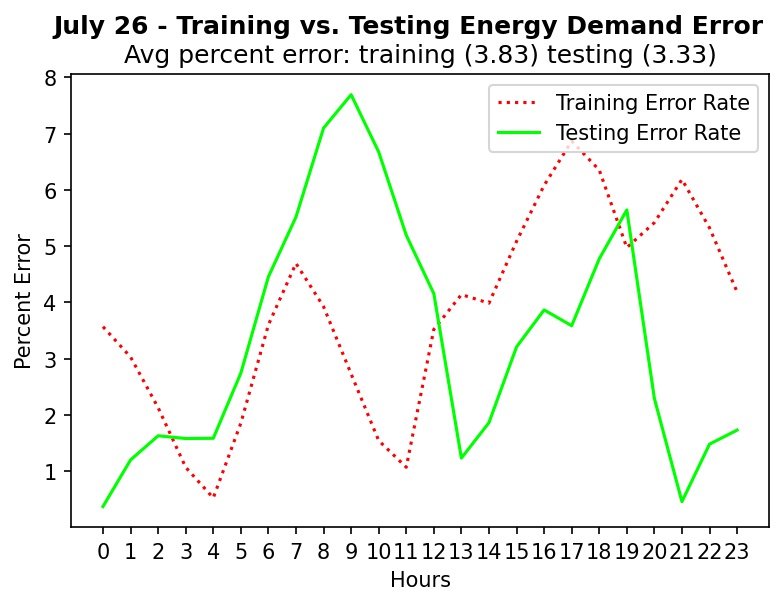 July 26 - Training vs. Testing Energy Demand Error
Avg percent error: training (3.83) testing (3.33)
Training Error Rate
Testing Error Rate
8
7
6
5
4
3
2
1
Percent Error
0 1 2 3 4 5 6 7 8 9 10 11 12 13 14 15 16 17 18 19 20 21 22 23
Hours